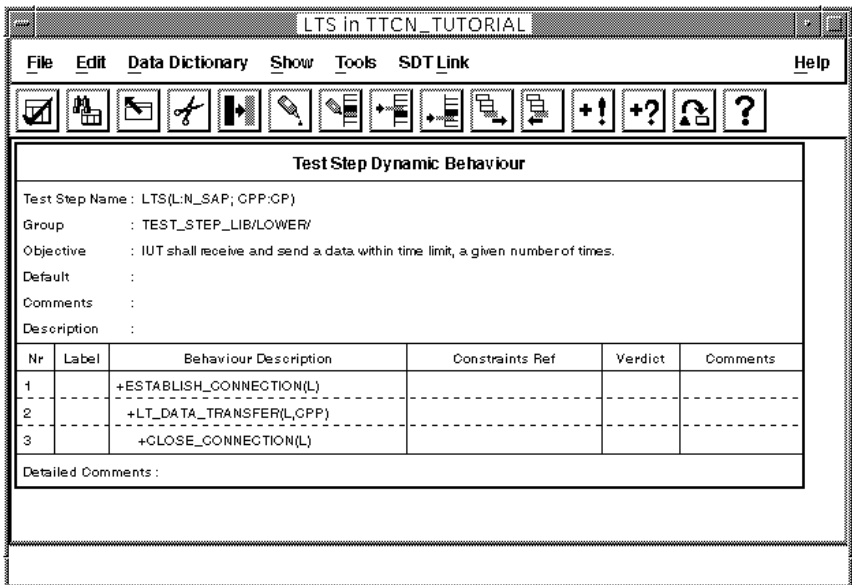 LTS in TTCN_TUTORIAL
File Edit Data Dictionary Show Tools SDT Link Help
+! +? ?
Test Step Dynamic Behaviour
Test Step Name : LTS(L:N_SAP; CPP:CP)
Group : TEST_STEP_LIB/LOWER/
Objective : IUT shall receive and send a data within time limit, a given number of times.
Default :
Comments :
Description :
Nr Label Behaviour Description Constraints Ref Verdict Comments
1 +ESTABLISH_CONNECTION(L)
2 +LT_DATA_TRANSFER(L,CPP)
3 +CLOSE_CONNECTION(L)
Detailed Comments :